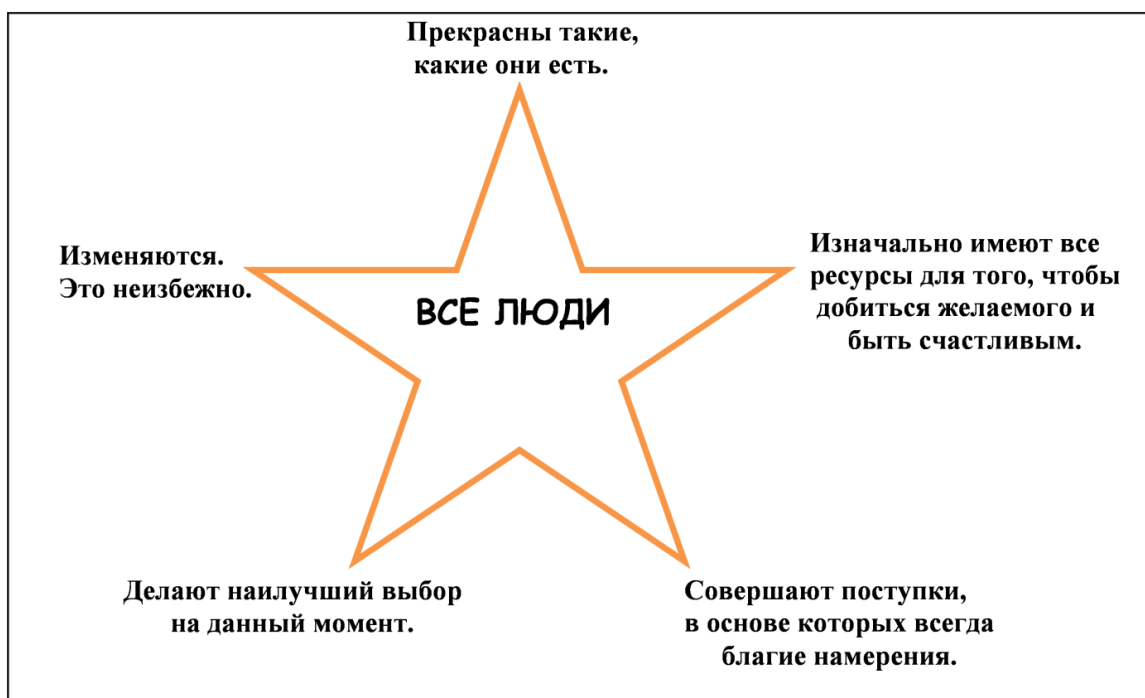 Прекрасны такие,
какие они есть.
Изменяются.
Это неизбежно.
Изначально имеют все
ресурсы для того, чтобы
добиться желаемого и
быть счастливым.
ВСЕ ЛЮДИ
Делают наилучший выбор
на данный момент.
Совершают поступки,
в основе которых всегда
благие намерения.